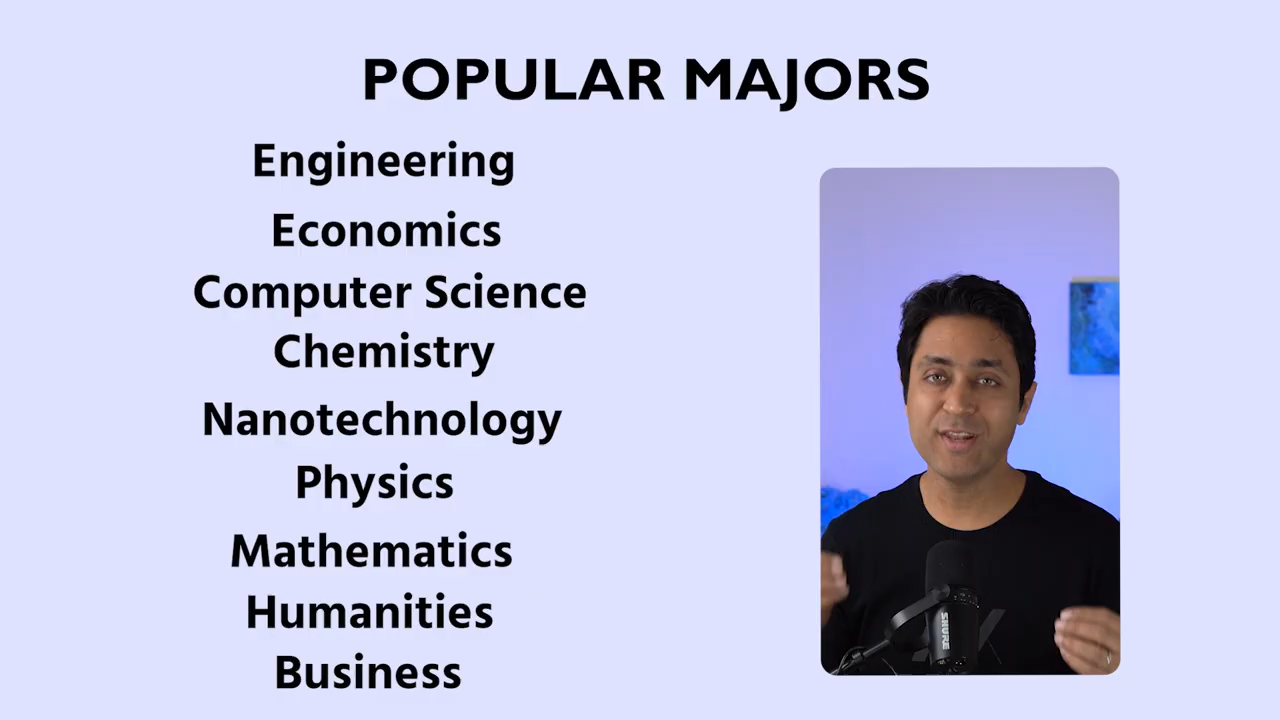 POPULAR MAJORS
Engineering
Economics
Computer Science
Chemistry
Nanotechnology
Physics
Mathematics
Humanities
Business
SHURE